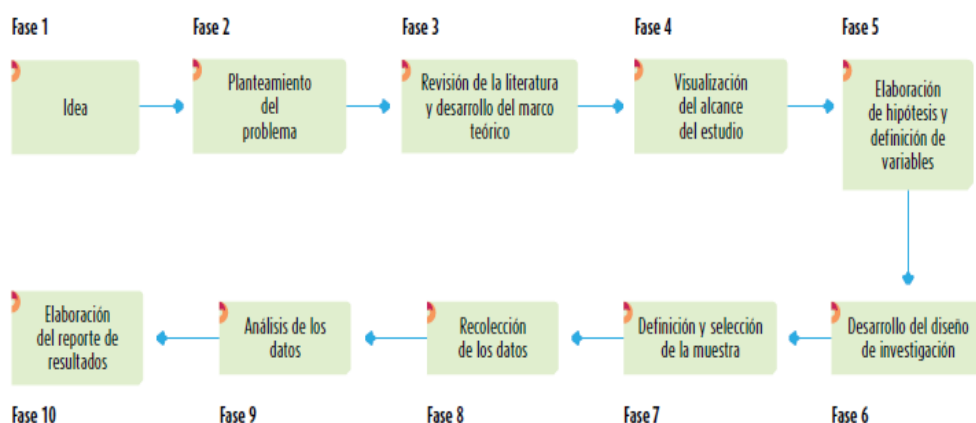 Fase 1
Idea
Fase 2
Planteamiento
del
problema
Fase 3
Revisión de la literatura
y desarrollo del marco
teórico
Fase 4
Visualización
del alcance
del estudio
Fase 5
Elaboración
de hipótesis y
definición de
variables
Desarrollo del diseño
de investigación
Fase 6
Definición y selección
de la muestra
Fase 7
Recolección
de los datos
Fase 8
Análisis de los
datos
Fase 9
Elaboración
del reporte de
resultados
Fase 10